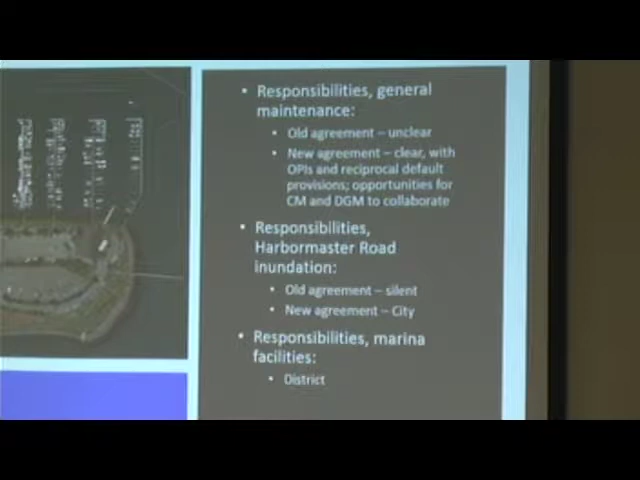 • Responsibilities, general
maintenance:
• Old agreement – unclear
• New agreement – clear, with
OPIs and reciprocal default
provisions; opportunities for
CM and DGM to collaborate
• Responsibilities,
Harbormaster Road
inundation:
• Old agreement – silent
• New agreement – City
• Responsibilities, marina
facilities:
• District